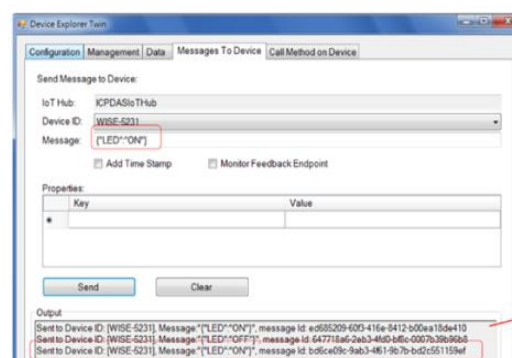 Device Explorer Twin
Configuration Management Data Messages To Device Call Method on Device
Send Message to Device:
IoT Hub: ICPDASIoTHub
Device ID: WISE-5231
Message: {"LED":"ON"}
Add Time Stamp Monitor Feedback Endpoint
Properties:
Key Value
Send Clear
Output
Sent to Device ID: [WISE-5231], Message:"{"LED":"ON"}", message Id: ed685209-60f3-416e-8412-b00ea18de410
Sent to Device ID: [WISE-5231], Message:"{"LED":"OFF"}", message Id: 647718a6-2eb3-4fd0-bf8c-0007b39b96b8
Sent to Device ID: [WISE-5231], Message:"{"LED":"ON"}", message Id: bd6ce09c-9ab3-4f61-9b7b-bd2c551159ef